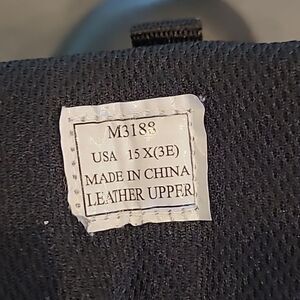 M3188
USA 15 X(3E)
MADE IN CHINA
LEATHER UPPER